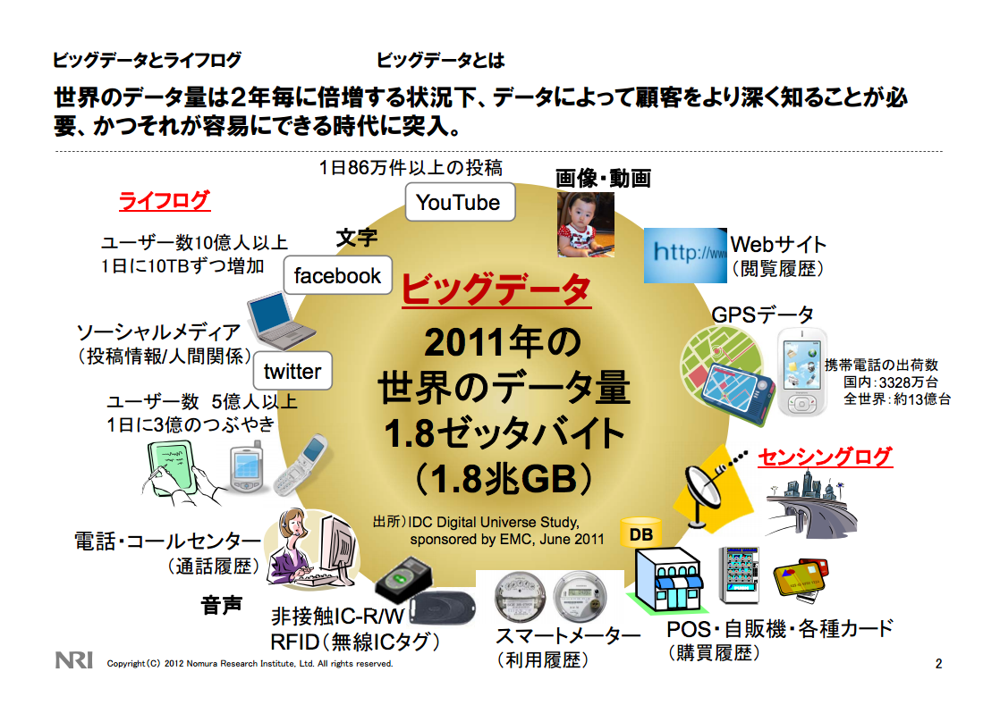 ビッグデータとライフログ ビッグデータとは
世界のデータ量は２年毎に倍増する状況下、データによって顧客をより深く知ることが必
要、かつそれが容易にできる時代に突入。
1日86万件以上の投稿
YouTube
画像・動画
ライフログ
文字
ユーザー数10億人以上
1日に10TBずつ増加
facebook
http://www
Webサイト
（閲覧履歴）
ビッグデータ
2011年の
世界のデータ量
1.8ゼッタバイト
（1.8兆GB）
出所）IDC Digital Universe Study,
sponsored by EMC, June 2011
GPSデータ
携帯電話の出荷数
国内：3328万台
全世界：約13億台
ソーシャルメディア
（投稿情報/人間関係）
twitter
ユーザー数 5億人以上
1日に3億のつぶやき
センシングログ
電話・コールセンター
（通話履歴）
音声
DB
非接触IC-R/W
RFID（無線ICタグ）
スマートメーター
（利用履歴）
POS・自販機・各種カード
（購買履歴）
NRI Copyright（C） 2012 Nomura Research Institute, Ltd. All rights reserved. 2